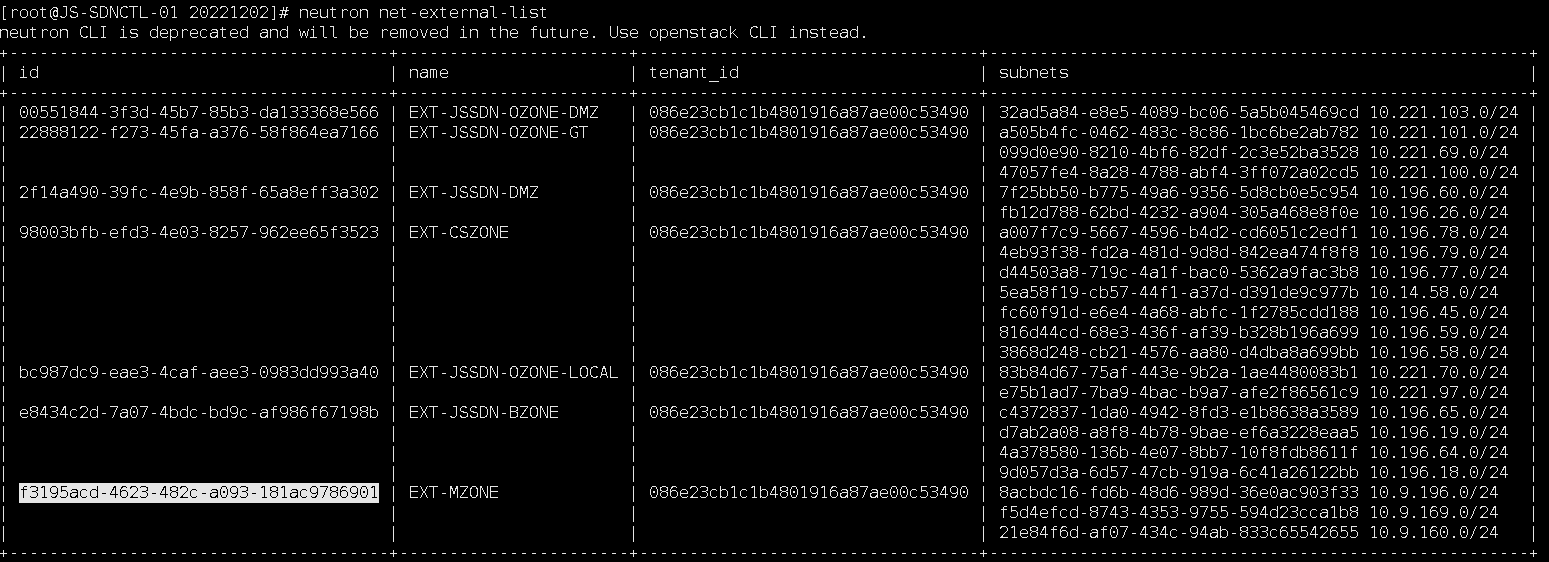 [root@JS-SDNCTL-01 20221202]# neutron net-external-list
neutron CLI is deprecated and will be removed in the future. Use openstack CLI instead.
+--------------------------------------+-----------------------+----------------------------------+------------------------------------------------------+
| id                                   | name                  | tenant_id                        | subnets                                              |
+--------------------------------------+-----------------------+----------------------------------+------------------------------------------------------+
| 00551844-3f3d-45b7-85b3-da133368e566 | EXT-JSSDN-OZONE-DMZ   | 086e23cb1c1b4801916a87ae00c53490 | 32ad5a84-e8e5-4089-bc06-5a5b045469cd 10.221.103.0/24 |
| 22888122-f273-45fa-a376-58f864ea7166 | EXT-JSSDN-OZONE-GT    | 086e23cb1c1b4801916a87ae00c53490 | a505b4fc-0462-483c-8c86-1bc6be2ab782 10.221.101.0/24 |
|                                      |                       |                                  | 099d0e90-8210-4bf6-82df-2c3e52ba3528 10.221.69.0/24  |
|                                      |                       |                                  | 47057fe4-8a28-4788-abf4-3ff072a02cd5 10.221.100.0/24 |
| 2f14a490-39fc-4e9b-858f-65a8eff3a302 | EXT-JSSDN-DMZ         | 086e23cb1c1b4801916a87ae00c53490 | 7f25bb50-b775-49a6-9356-5d8cb0e5c954 10.196.60.0/24  |
|                                      |                       |                                  | fb12d788-62bd-4232-a904-305a468e8f0e 10.196.26.0/24  |
| 98003bfb-efd3-4e03-8257-962ee65f3523 | EXT-CSZONE            | 086e23cb1c1b4801916a87ae00c53490 | a007f7c9-5667-4596-b4d2-cd6051c2edf1 10.196.78.0/24  |
|                                      |                       |                                  | 4eb93f38-fd2a-481d-9d8d-842ea474f8f8 10.196.79.0/24  |
|                                      |                       |                                  | d44503a8-719c-4a1f-bac0-5362a9fac3b8 10.196.77.0/24  |
|                                      |                       |                                  | 5ea58f19-cb57-44f1-a37d-d391de9c977b 10.14.58.0/24   |
|                                      |                       |                                  | fc60f91d-e6e4-4a68-abfc-1f2785cdd188 10.196.45.0/24  |
|                                      |                       |                                  | 816d44cd-68e3-436f-af39-b328b196a699 10.196.59.0/24  |
|                                      |                       |                                  | 3868d248-cb21-4576-aa80-d4dba8a699bb 10.196.58.0/24  |
| bc987dc9-eae3-4caf-aee3-0983dd993a40 | EXT-JSSDN-OZONE-LOCAL | 086e23cb1c1b4801916a87ae00c53490 | 83b84d67-75af-443e-9b2a-1ae4480083b1 10.221.70.0/24  |
|                                      |                       |                                  | e75b1ad7-7ba9-4bac-b9a7-afe2f86561c9 10.221.97.0/24  |
| e8434c2d-7a07-4bdc-bd9c-af986f67198b | EXT-JSSDN-BZONE       | 086e23cb1c1b4801916a87ae00c53490 | c4372837-1da0-4942-8fd3-e1b8638a3589 10.196.65.0/24  |
|                                      |                       |                                  | d7ab2a08-a8f8-4b78-9bae-ef6a3228eaa5 10.196.19.0/24  |
|                                      |                       |                                  | 4a378580-136b-4e07-8bb7-10f8fdb8611f 10.196.64.0/24  |
|                                      |                       |                                  | 9d057d3a-6d57-47cb-919a-6c41a26122bb 10.196.18.0/24  |
| f3195acd-4623-482c-a093-181ac9786901 | EXT-MZONE             | 086e23cb1c1b4801916a87ae00c53490 | 8acbdc16-fd6b-48d6-989d-36e0ac903f33 10.9.196.0/24   |
|                                      |                       |                                  | f5d4efcd-8743-4353-9755-594d23cca1b8 10.9.169.0/24   |
|                                      |                       |                                  | 21e84f6d-af07-434c-94ab-833c65542655 10.9.160.0/24   |
+--------------------------------------+-----------------------+----------------------------------+------------------------------------------------------+